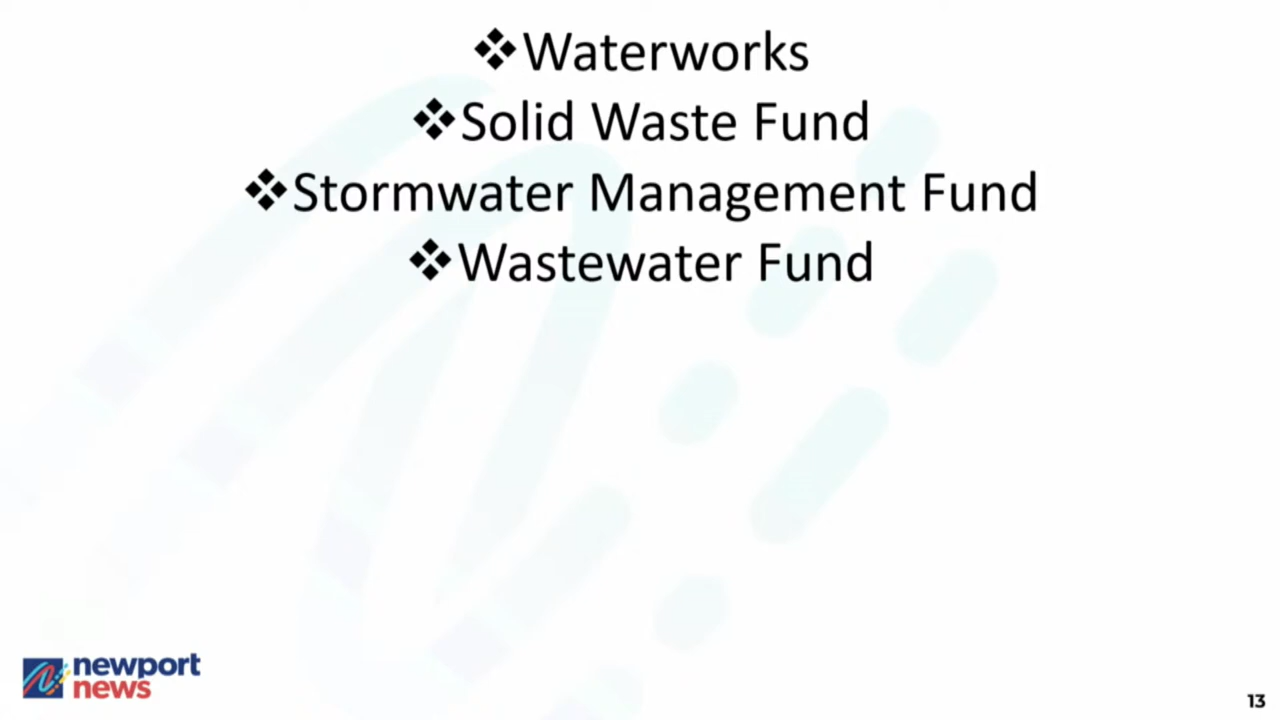 ❖Waterworks
❖Solid Waste Fund
❖Stormwater Management Fund
❖Wastewater Fund
newport
news
13